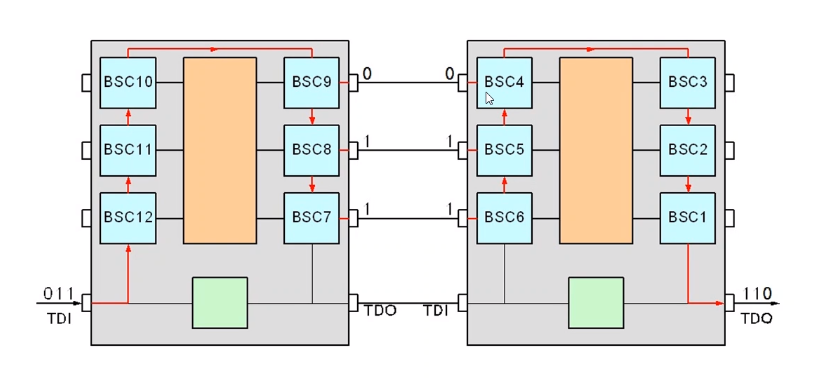 BSC10 BSC9 0 0 BSC4 BSC3
BSC11 BSC8 1 1 BSC5 BSC2
BSC12 BSC7 1 1 BSC6 BSC1
011 110
TDI TDO TDI TDO